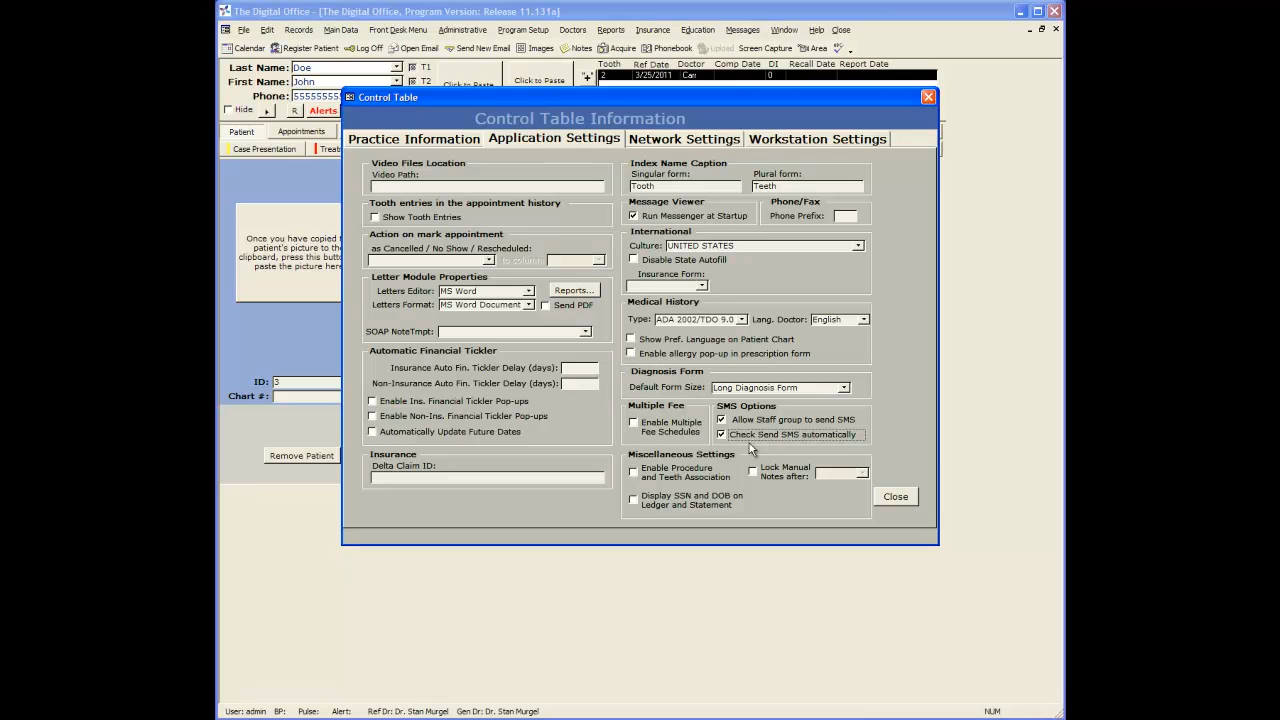 The Digital Office - [The Digital Office, Program Version: Release 11.131a]
File Edit Records Main Data Front Desk Menu Administrative Program Setup Doctors Reports Insurance Education Messages Window Help Close
Calendar Register Patient Log Off Open Email Send New Email Images Notes Acquire Phonebook Upload Screen Capture Area
Last Name: Doe T1
First Name: John T2
Phone: 555555555
Hide R Alerts
Click to Paste
Click to Paste
"+"
Tooth Ref Date Doctor Comp Date DI Recall Date Report Date
2 3/25/2011 Carr 0
Patient Appointments
Case Presentation
Once you have copied t
patient's picture to the
clipboard, press this butto
paste the picture here
ID: 3
Chart #:
Remove Patient
Control Table
Control Table Information
Practice Information Application Settings Network Settings Workstation Settings
Video Files Location
Video Path:
Tooth entries in the appointment history
Show Tooth Entries
Action on mark appointment
as Cancelled / No Show / Rescheduled:
to column
Letter Module Properties
Letters Editor: MS Word Reports...
Letters Format: MS Word Document Send PDF
SOAP NoteTmpt:
Automatic Financial Tickler
Insurance Auto Fin. Tickler Delay (days):
Non-Insurance Auto Fin. Tickler Delay (days):
Enable Ins. Financial Tickler Pop-ups
Enable Non-Ins. Financial Tickler Pop-ups
Automatically Update Future Dates
Insurance
Delta Claim ID:
Index Name Caption
Singular form: Plural form:
Tooth Teeth
Message Viewer
Run Messenger at Startup
Phone/Fax
Phone Prefix:
International
Culture: UNITED STATES
Disable State Autofill
Insurance Form:
Medical History
Type: ADA 2002/TDO 9.0 Lang. Doctor: English
Show Pref. Language on Patient Chart
Enable allergy pop-up in prescription form
Diagnosis Form
Default Form Size: Long Diagnosis Form
Multiple Fee
Enable Multiple
Fee Schedules
SMS Options
Allow Staff group to send SMS
Check Send SMS automatically
Miscellaneous Settings
Enable Procedure
and Teeth Association
Lock Manual
Notes after:
Display SSN and DOB on
Ledger and Statement
Close
User: admin BP: Pulse: Alert: Ref Dr: Dr. Stan Murgel Gen Dr: Dr. Stan Murgel NUM